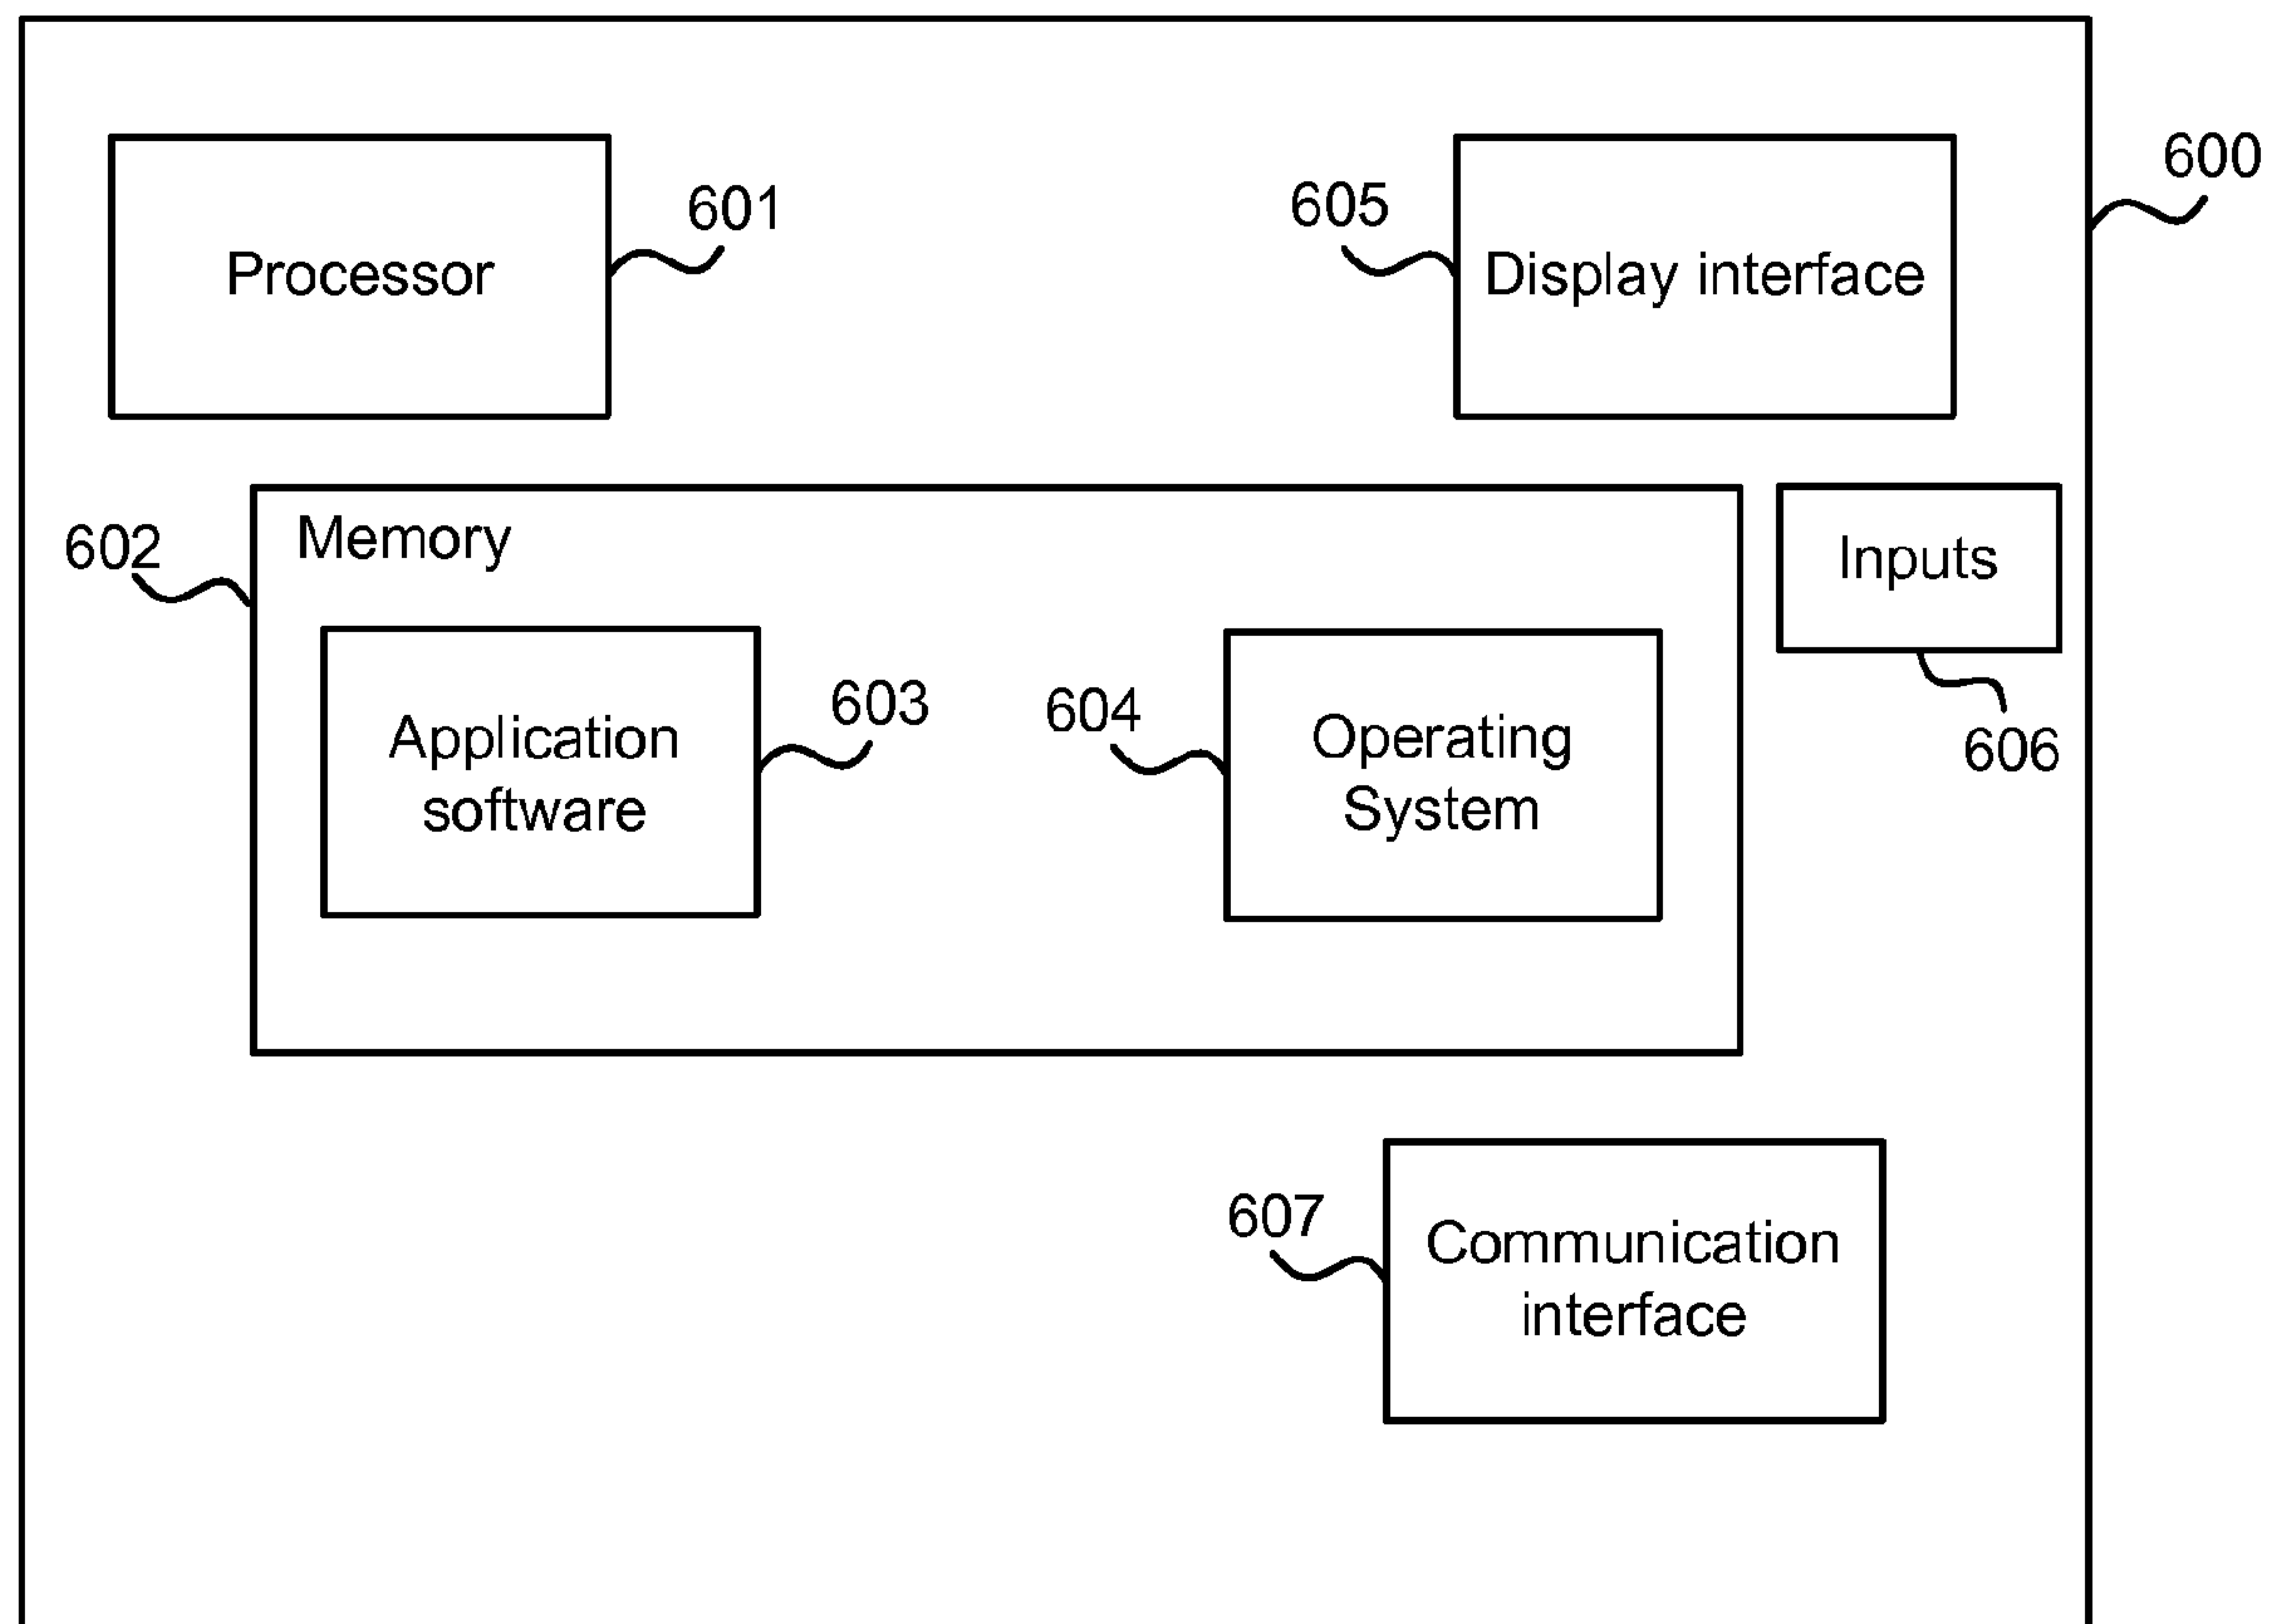 600
601
605
Processor
Display interface
602
Memory
Inputs
603
604
606
Application
software
Operating
System
607
Communication
interface